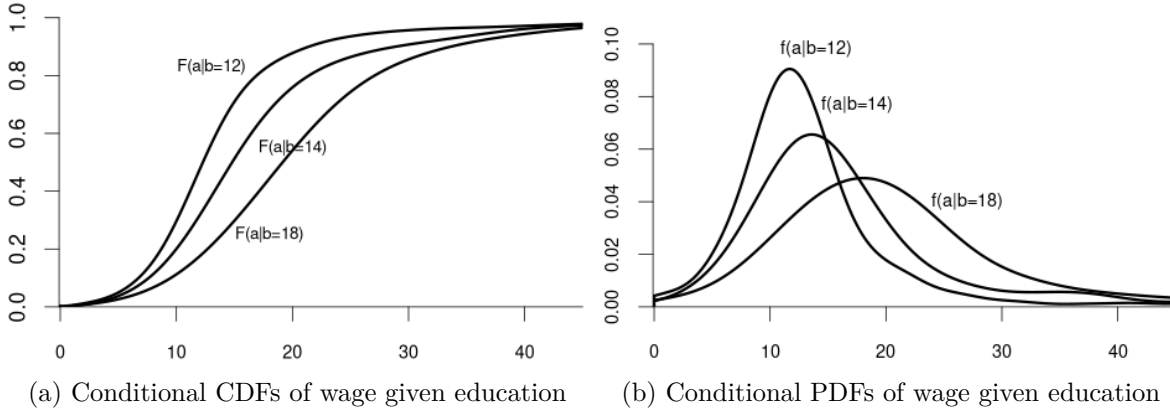 1.0
0.8
0.6
0.4
0.2
0.0
F(a|b=12)
F(a|b=14)
F(a|b=18)
0 10 20 30 40
(a) Conditional CDFs of wage given education
0.10
0.08
0.06
0.04
0.02
0.00
f(a|b=12)
f(a|b=14)
f(a|b=18)
0 10 20 30 40
(b) Conditional PDFs of wage given education